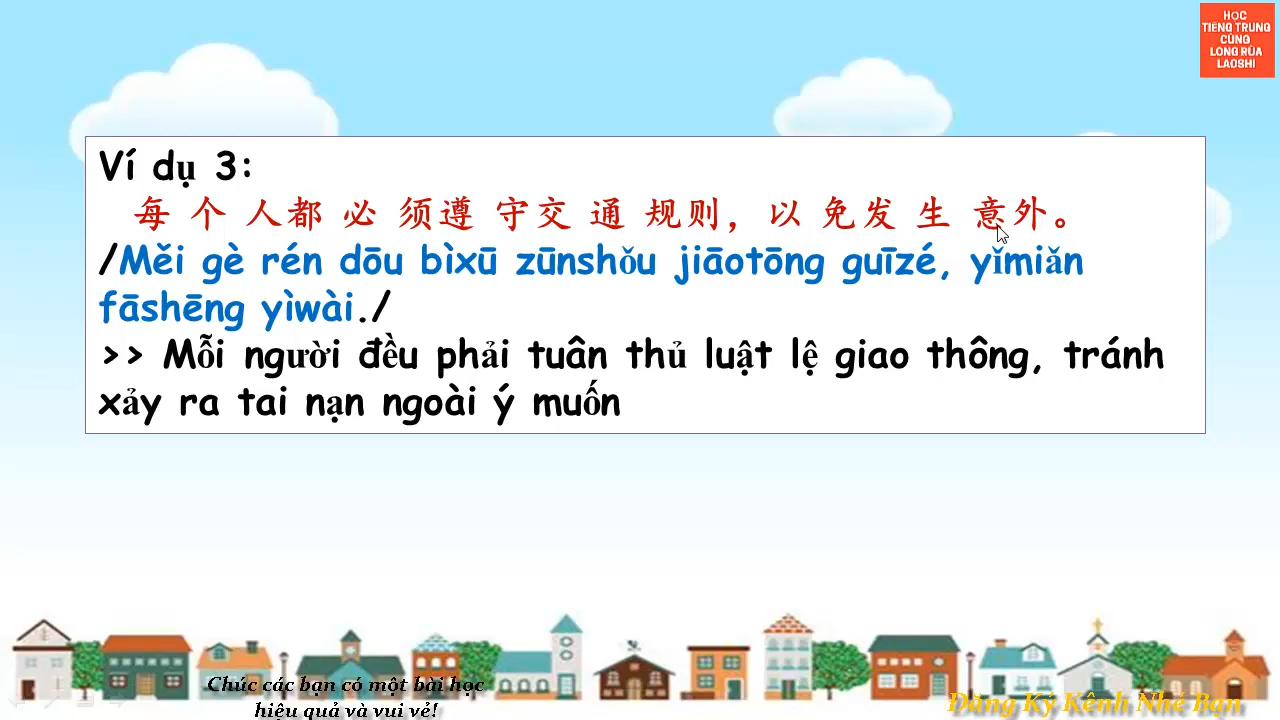 HỌC
TIẾNG TRUNG
CÙNG
LONG RÙA
LAOSHI
Ví dụ 3:
每 个 人都 必 须遵 守交 通 规则，以 免发 生 意外。
/Měi gè rén dōu bìxū zūnshǒu jiāotōng guīzé, yǐmiǎn
fāshēng yìwài./
>> Mỗi người đều phải tuân thủ luật lệ giao thông, tránh
xảy ra tai nạn ngoài ý muốn
Chúc các bạn có một bài học
hiệu quả và vui vẻ!
Đăng Ký Kênh Nhé Bạn